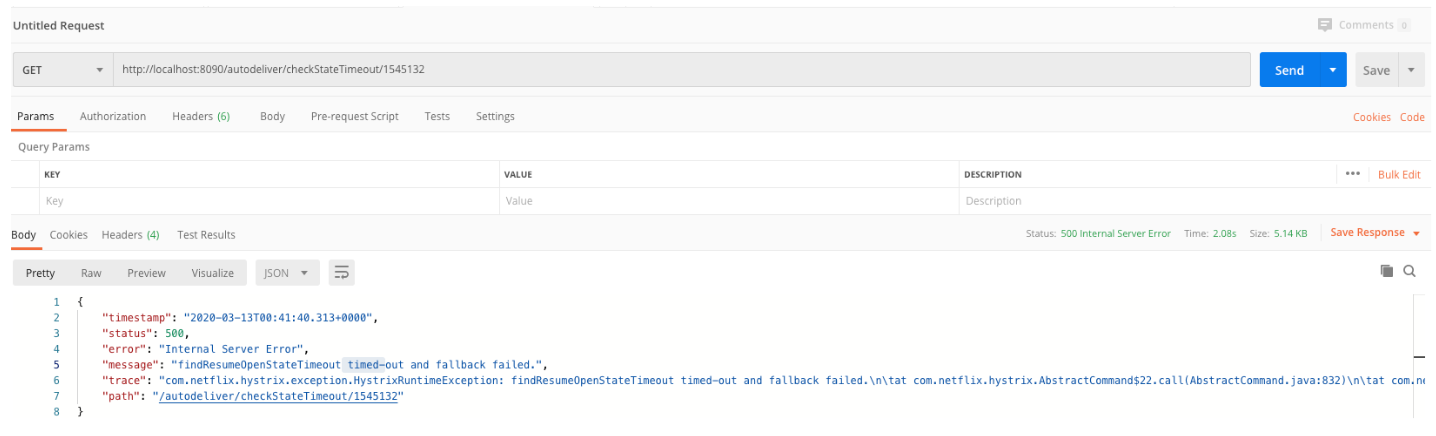 Untitled Request
Comments 0
GET http://localhost:8090/autodeliver/checkStateTimeout/1545132 Send Save
Params Authorization Headers (6) Body Pre-request Script Tests Settings Cookies Code
Query Params
KEY VALUE DESCRIPTION ••• Bulk Edit
Key Value Description
Body Cookies Headers (4) Test Results Status: 500 Internal Server Error Time: 2.08s Size: 5.14 KB Save Response
Pretty Raw Preview Visualize JSON
1 {
2 "timestamp": "2020-03-13T00:41:40.313+0000",
3 "status": 500,
4 "error": "Internal Server Error",
5 "message": "findResumeOpenStateTimeout timed-out and fallback failed.",
6 "trace": "com.netflix.hystrix.exception.HystrixRuntimeException: findResumeOpenStateTimeout timed-out and fallback failed.\n\tat com.netflix.hystrix.AbstractCommand$22.call(AbstractCommand.java:832)\n\tat com.ne
7 "path": "/autodeliver/checkStateTimeout/1545132"
8 }